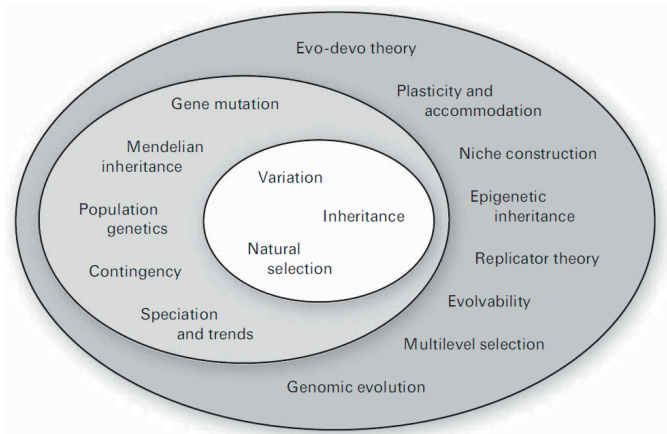 Evo-devo theory
Plasticity and
accommodation
Gene mutation
Mendelian
inheritance
Niche construction
Variation
Epigenetic
inheritance
Population
genetics
Inheritance
Natural
selection
Replicator theory
Contingency
Evolvability
Speciation
and trends
Multilevel selection
Genomic evolution